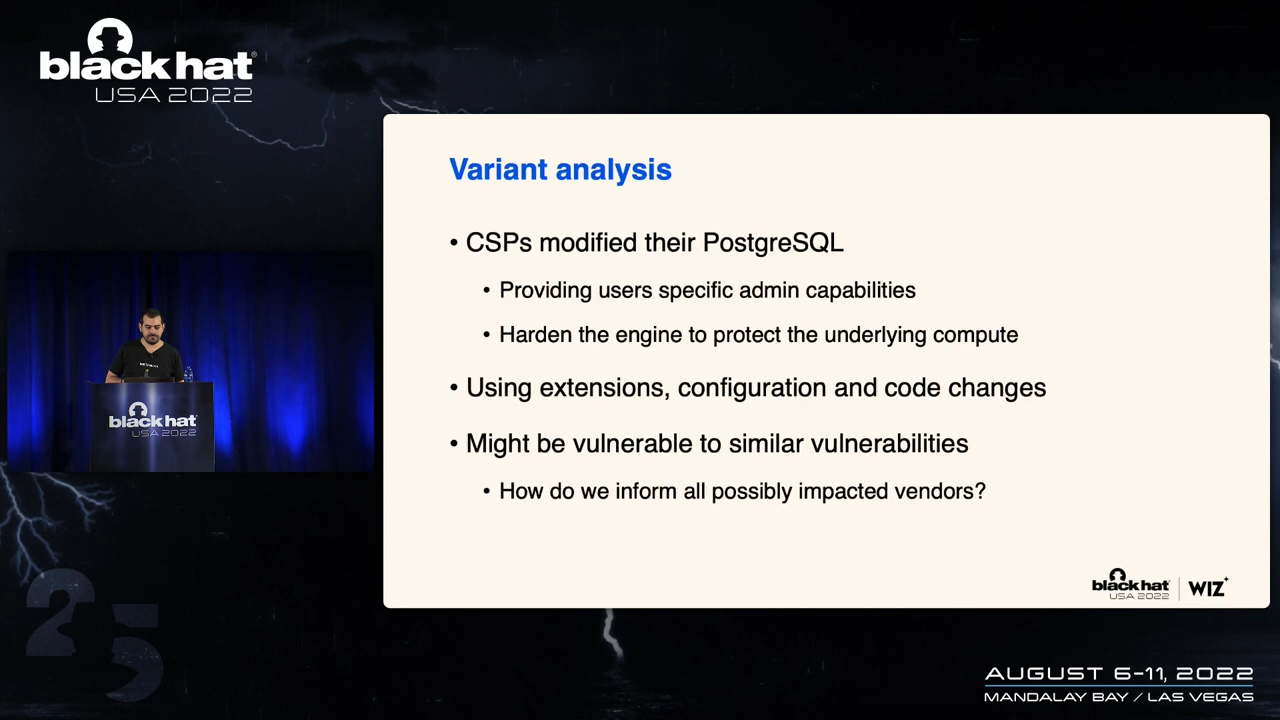 black hat®
USA 2022
Variant analysis
• CSPs modified their PostgreSQL
• Providing users specific admin capabilities
• Harden the engine to protect the underlying compute
• Using extensions, configuration and code changes
• Might be vulnerable to similar vulnerabilities
• How do we inform all possibly impacted vendors?
black hat
USA 2022
black hat
USA 2022
WIZ
25
AUGUST 6-11, 2022
MANDALAY BAY / LAS VEGAS